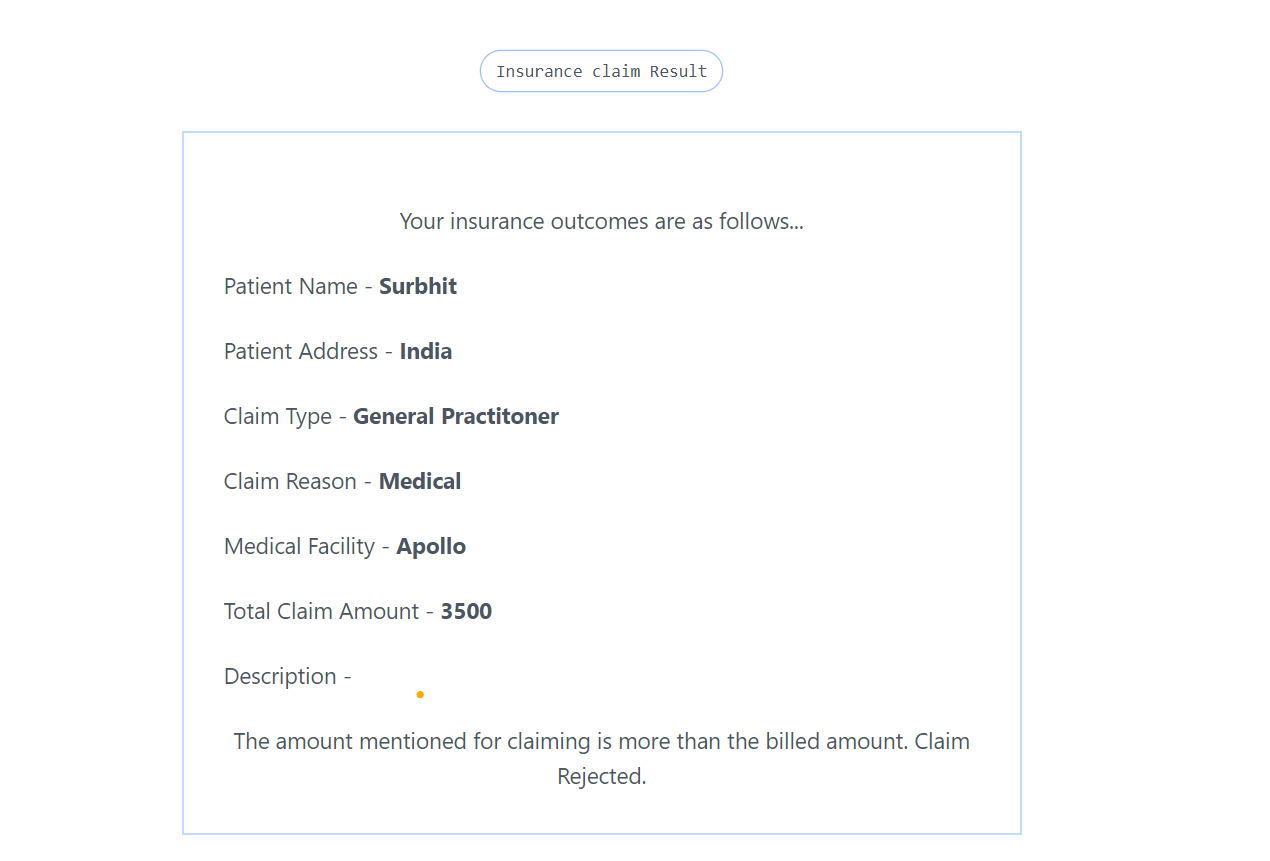 Insurance claim Result
Your insurance outcomes are as follows...
Patient Name - Surbhit
Patient Address - India
Claim Type - General Practitoner
Claim Reason - Medical
Medical Facility - Apollo
Total Claim Amount - 3500
Description -
The amount mentioned for claiming is more than the billed amount. Claim
Rejected.